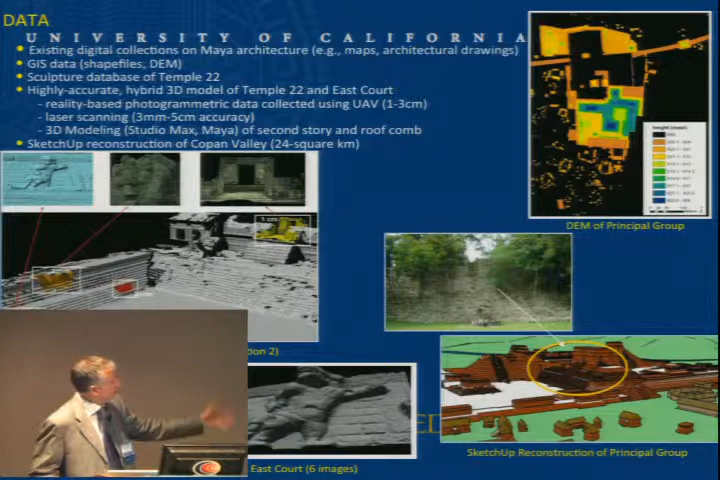 DATA
UNIVERSITY OF CALIFORNIA
Existing digital collections on Maya architecture (e.g., maps, architectural drawings)
GIS data (shapefiles, DEM)
Sculpture database of Temple 22
Highly-accurate, hybrid 3D model of Temple 22 and East Court
- reality-based photogrammetric data collected using UAV (1-3cm)
- laser scanning (3mm-5cm accuracy)
- 3D Modeling (Studio Max, Maya) of second story and roof comb
SketchUp reconstruction of Copan Valley (24-square km)
DEM of Principal Group
1 cm
tion 2)
East Court (6 images)
SketchUp Reconstruction of Principal Group